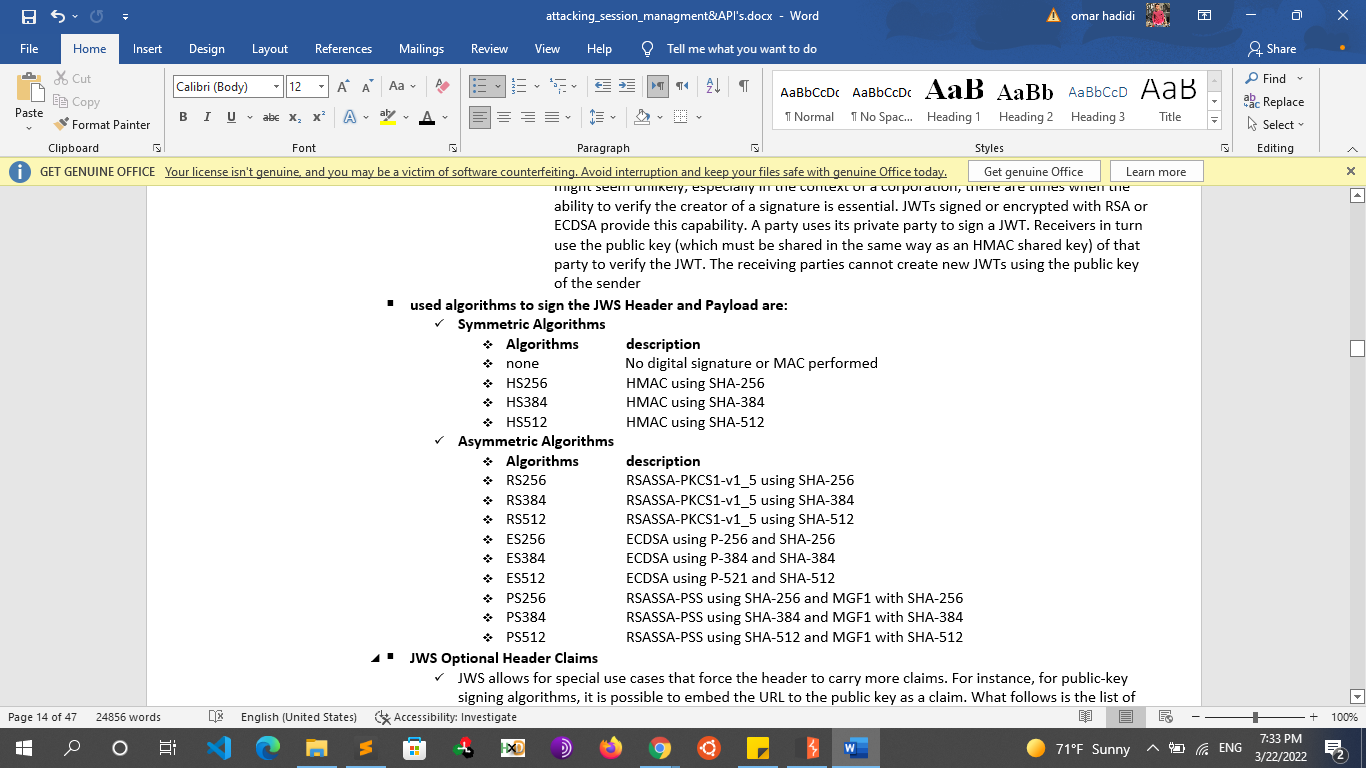 attacking_session_managment&API's.docx - Word
omar hadidi
File Home Insert Design Layout References Mailings Review View Help Tell me what you want to do Share
Paste
Cut
Copy
Format Painter
Clipboard
Calibri (Body) 12
Font
Paragraph
AaBbCcDc AaBbCcDc AaB AaBb AaBbCcD AaB
¶ Normal ¶ No Spac... Heading 1 Heading 2 Heading 3 Title
Styles
Find
Replace
Select
Editing
GET GENUINE OFFICE Your license isn't genuine, and you may be a victim of software counterfeiting. Avoid interruption and keep your files safe with genuine Office today. Get genuine Office Learn more
might seem unlikely, especially in the context of a corporation, there are times when the
ability to verify the creator of a signature is essential. JWTs signed or encrypted with RSA or
ECDSA provide this capability. A party uses its private party to sign a JWT. Receivers in turn
use the public key (which must be shared in the same way as an HMAC shared key) of that
party to verify the JWT. The receiving parties cannot create new JWTs using the public key
of the sender
▪ used algorithms to sign the JWS Header and Payload are:
✓ Symmetric Algorithms
❖ Algorithms description
❖ none No digital signature or MAC performed
❖ HS256 HMAC using SHA-256
❖ HS384 HMAC using SHA-384
❖ HS512 HMAC using SHA-512
✓ Asymmetric Algorithms
❖ Algorithms description
❖ RS256 RSASSA-PKCS1-v1_5 using SHA-256
❖ RS384 RSASSA-PKCS1-v1_5 using SHA-384
❖ RS512 RSASSA-PKCS1-v1_5 using SHA-512
❖ ES256 ECDSA using P-256 and SHA-256
❖ ES384 ECDSA using P-384 and SHA-384
❖ ES512 ECDSA using P-521 and SHA-512
❖ PS256 RSASSA-PSS using SHA-256 and MGF1 with SHA-256
❖ PS384 RSASSA-PSS using SHA-384 and MGF1 with SHA-384
❖ PS512 RSASSA-PSS using SHA-512 and MGF1 with SHA-512
▪ JWS Optional Header Claims
✓ JWS allows for special use cases that force the header to carry more claims. For instance, for public-key
signing algorithms, it is possible to embed the URL to the public key as a claim. What follows is the list of
Page 14 of 47 24856 words English (United States) Accessibility: Investigate 100%
71°F Sunny ENG 7:33 PM
3/22/2022
2